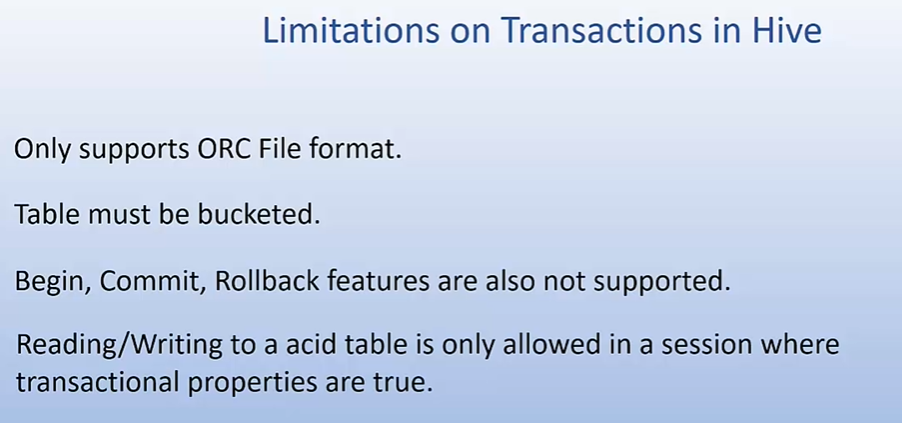 Limitations on Transactions in Hive
Only supports ORC File format.
Table must be bucketed.
Begin, Commit, Rollback features are also not supported.
Reading/Writing to a acid table is only allowed in a session where
transactional properties are true.